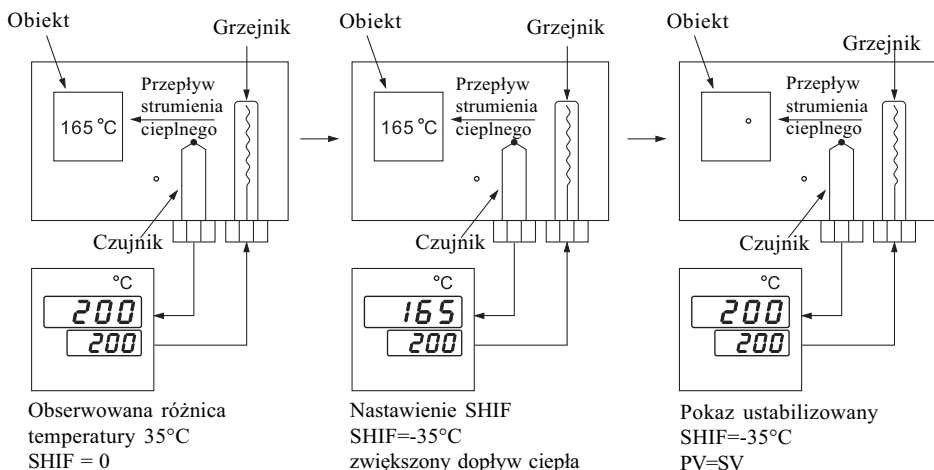 Obiekt
Grzejnik
Przepływ
strumienia
cieplnego
165 °C
°
Czujnik
°C
200
200
Obserwowana różnica
temperatury 35°C
SHIF = 0
Obiekt
Grzejnik
Przepływ
strumienia
cieplnego
165 °C
°
Czujnik
°C
165
200
Nastawienie SHIF
SHIF=-35°C
zwiększony dopływ ciepła
Obiekt
Grzejnik
Przepływ
strumienia
cieplnego
°
°
Czujnik
°C
200
200
Pokaz ustabilizowany
SHIF=-35°C
PV=SV